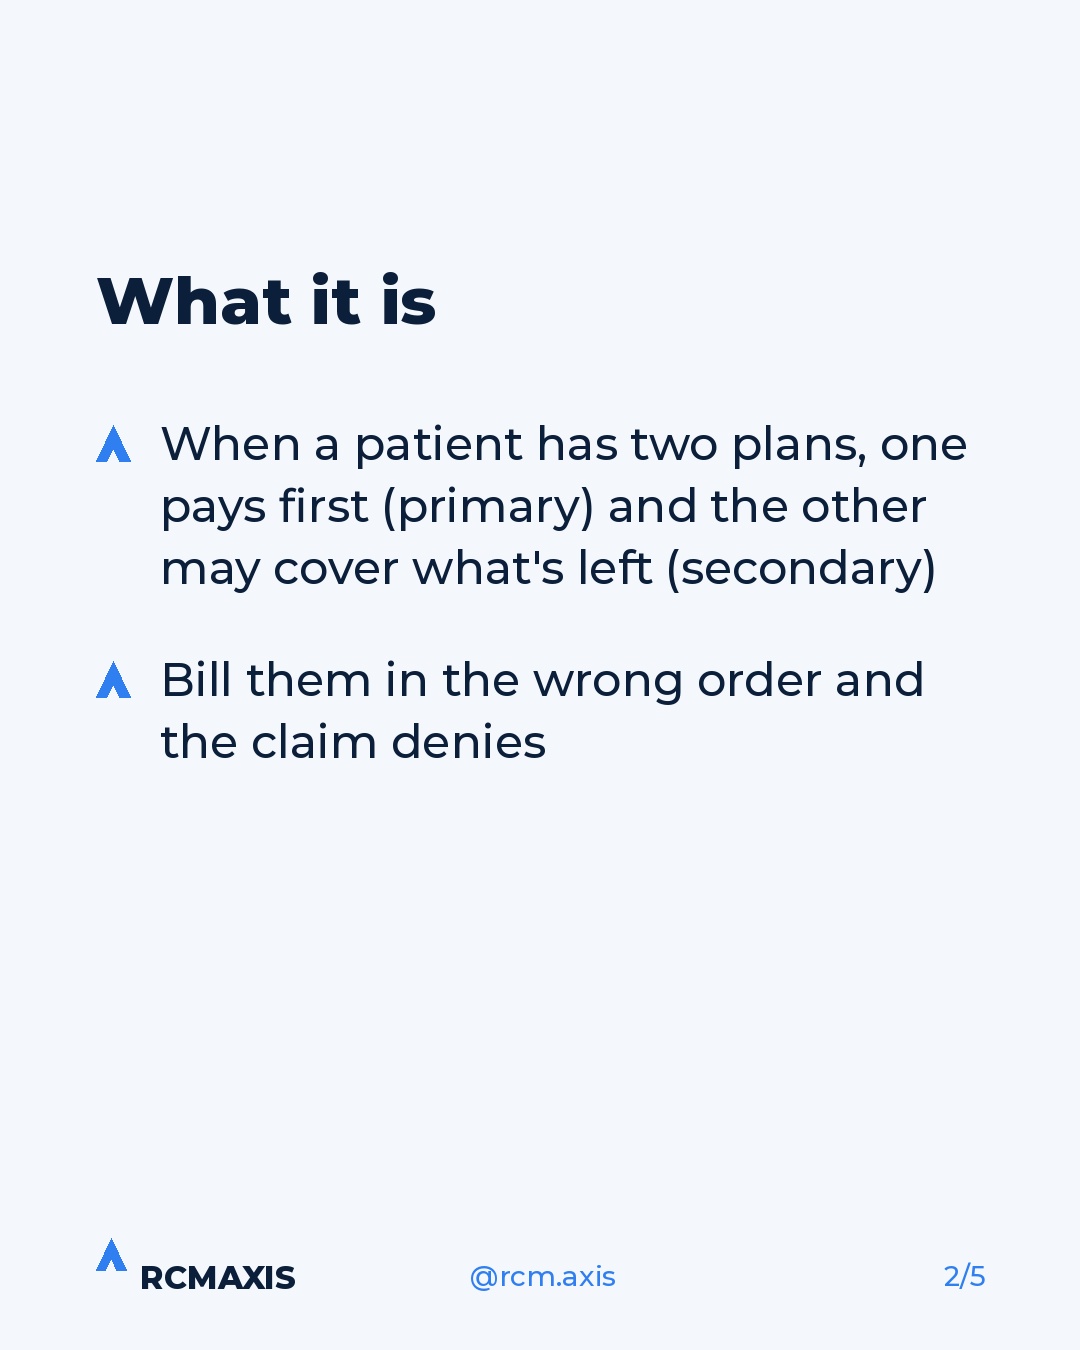 What it is
When a patient has two plans, one
pays first (primary) and the other
may cover what's left (secondary)
Bill them in the wrong order and
the claim denies
RCMAXIS
@rcm.axis
2/5